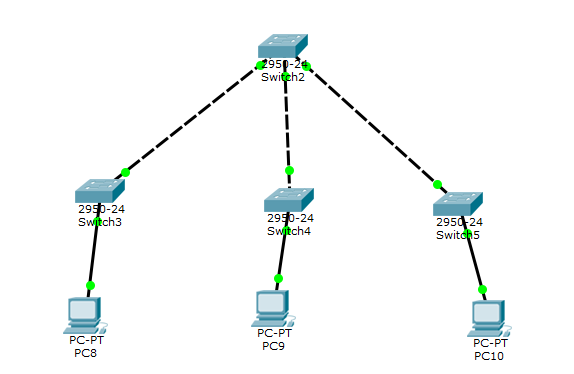 2950-24
Switch2
2950-24
Switch3
2950-24
Switch4
2950-24
Switch5
PC-PT
PC8
PC-PT
PC9
PC-PT
PC10